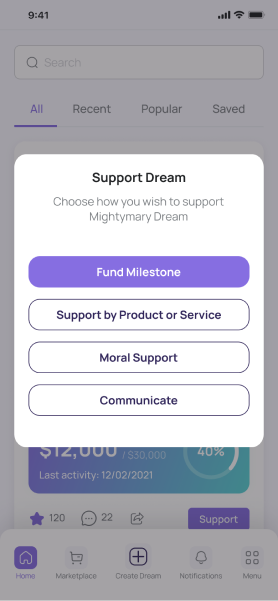 9:41
Search
All Recent Popular Saved
Support Dream
Choose how you wish to support
Mightymary Dream
Fund Milestone
Support by Product or Service
Moral Support
Communicate
$12,000 / $30,000
40%
Last activity: 12/02/2021
120 22 Support
Home Marketplace Create Dream Notifications Menu